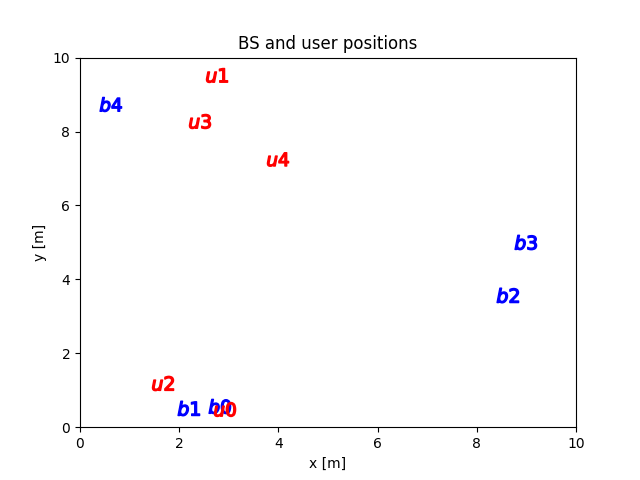 BS and user positions
10
8
6
4
2
0
y [m]
u1
b4
u3
u4
b3
b2
u2
b1
b0
u0
0 2 4 6 8 10
x [m]